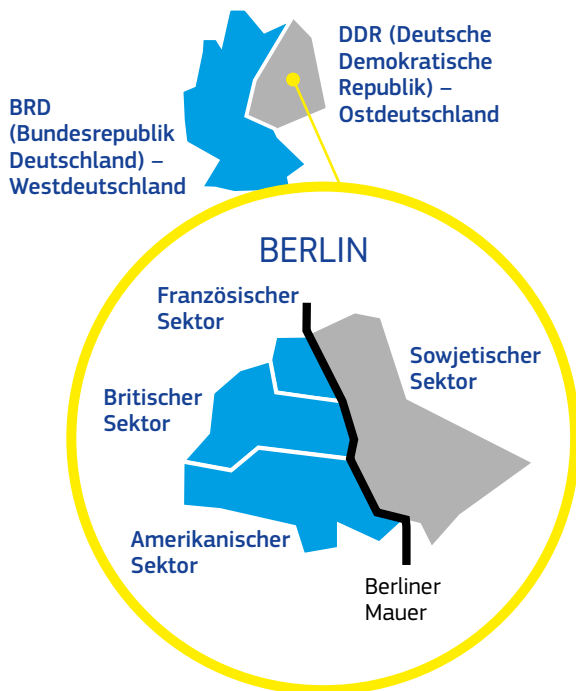 DDR (Deutsche
Demokratische
Republik) –
Ostdeutschland
BRD
(Bundesrepublik
Deutschland) –
Westdeutschland
BERLIN
Französischer
Sektor
Sowjetischer
Sektor
Britischer
Sektor
Amerikanischer
Sektor
Berliner
Mauer